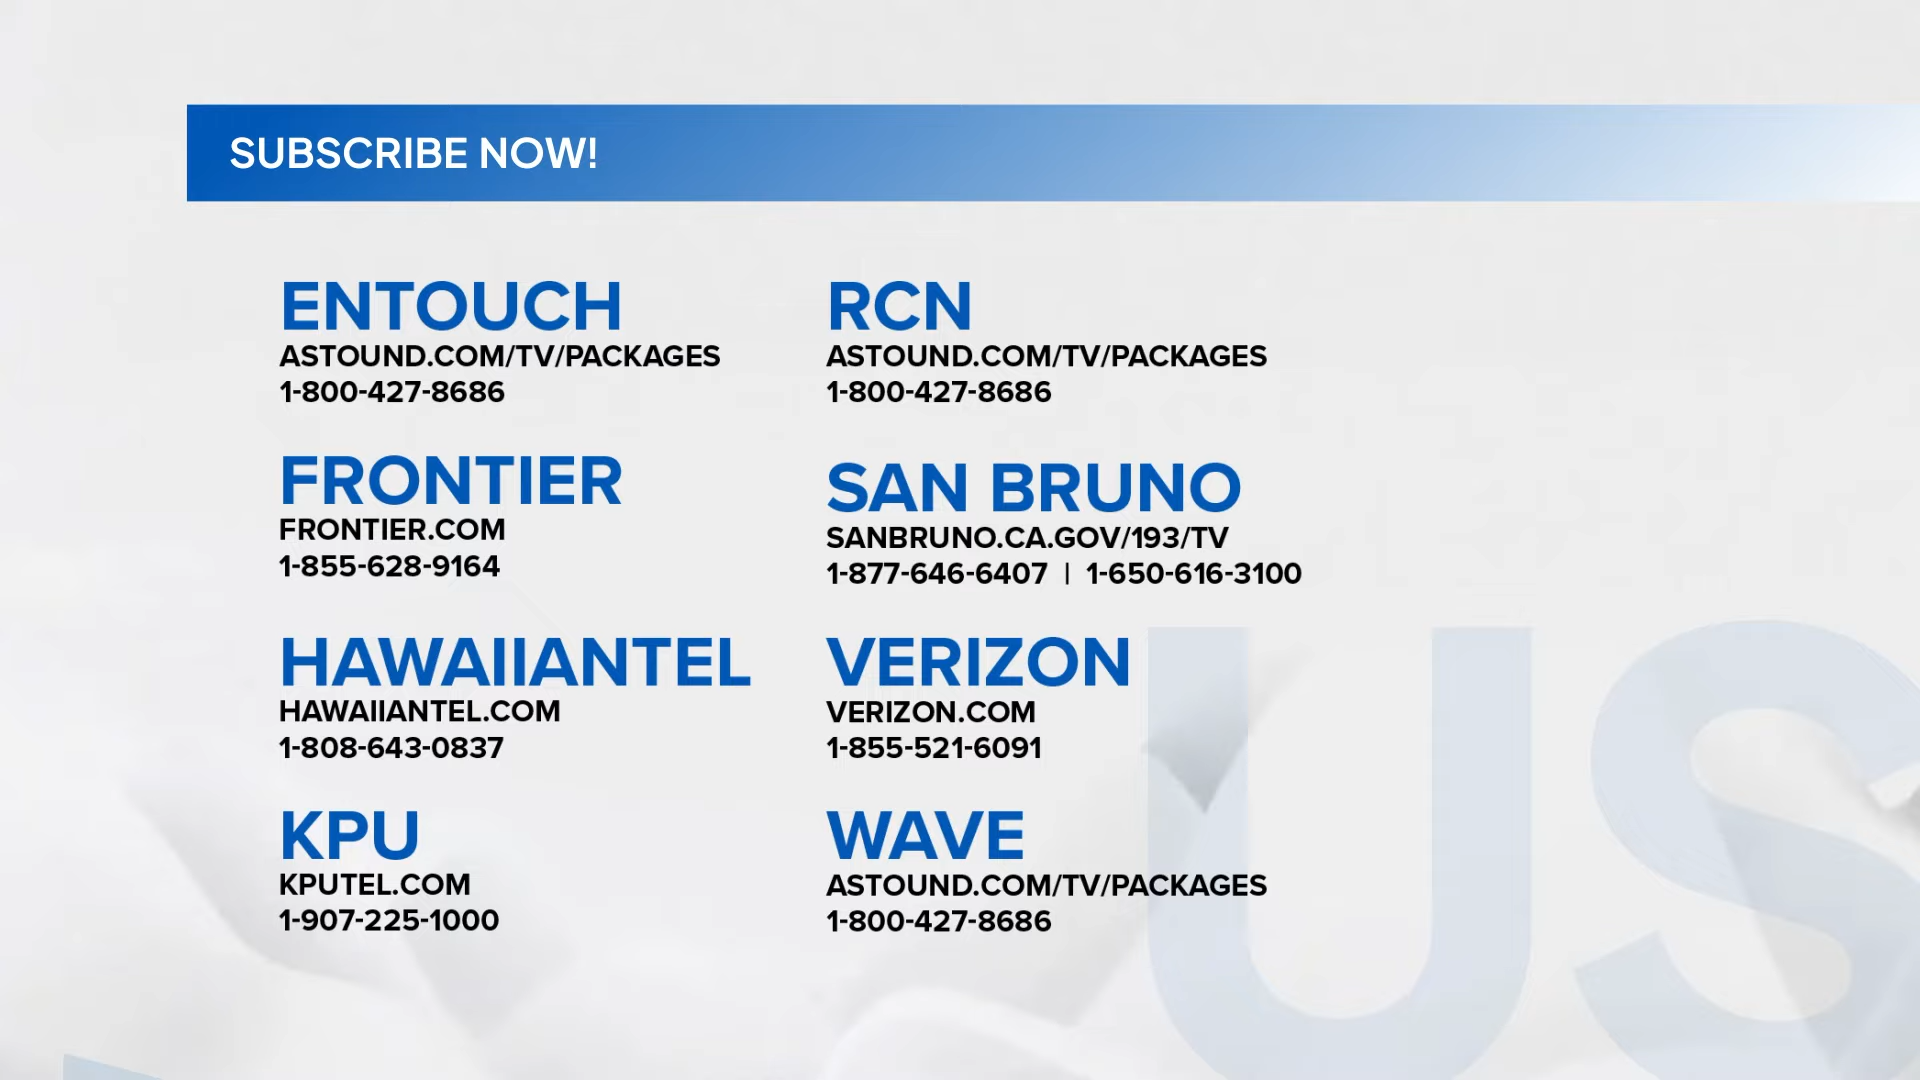 SUBSCRIBE NOW!
ENTOUCH
ASTOUND.COM/TV/PACKAGES
1-800-427-8686
FRONTIER
FRONTIER.COM
1-855-628-9164
HAWAIIANTEL
HAWAIIANTEL.COM
1-808-643-0837
KPU
KPUTEL.COM
1-907-225-1000
RCN
ASTOUND.COM/TV/PACKAGES
1-800-427-8686
SAN BRUNO
SANBRUNO.CA.GOV/193/TV
1-877-646-6407 | 1-650-616-3100
VERIZON
VERIZON.COM
1-855-521-6091
WAVE
ASTOUND.COM/TV/PACKAGES
1-800-427-8686
US